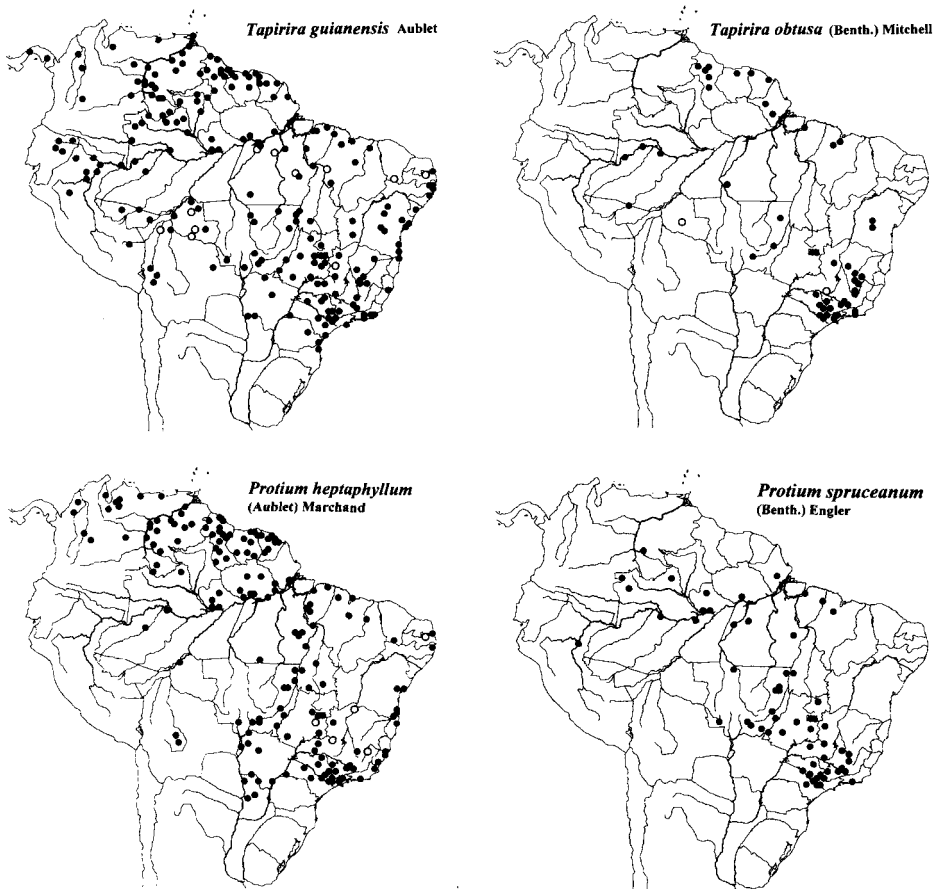 Tapirira guianensis Aublet
Tapirira obtusa (Benth.) Mitchell
Protium heptaphyllum
(Aublet) Marchand
Protium spruceanum
(Benth.) Engler